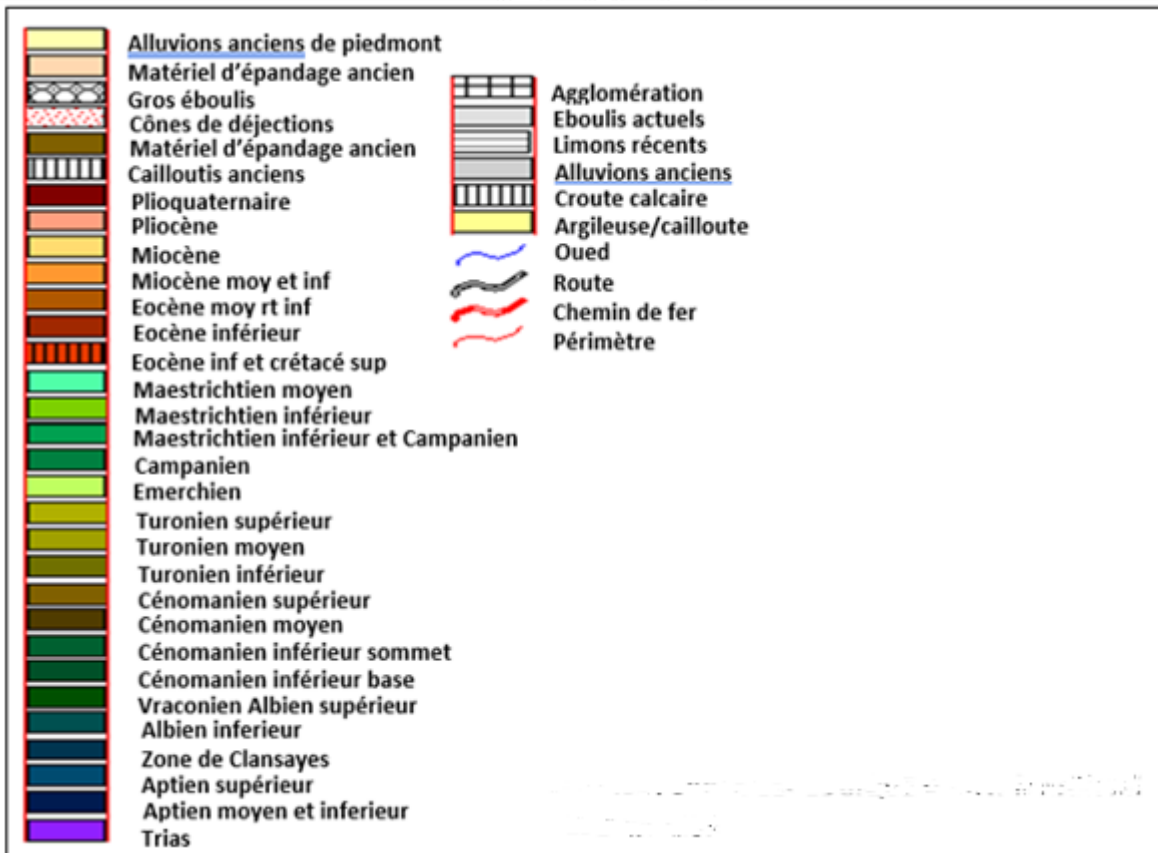 Alluvions anciens de piedmont
Matériel d'épandage ancien
Gros éboulis
Cônes de déjections
Matériel d'épandage ancien
Cailloutis anciens
Plioquaternaire
Pliocène
Miocène
Miocène moy et inf
Eocène moy rt inf
Eocène inférieur
Eocène inf et crétacé sup
Maestrichtien moyen
Maestrichtien inférieur
Maestrichtien inférieur et Campanien
Campanien
Emerchien
Turonien supérieur
Turonien moyen
Turonien inférieur
Cénomanien supérieur
Cénomanien moyen
Cénomanien inférieur sommet
Cénomanien inférieur base
Vraconien Albien supérieur
Albien inferieur
Zone de Clansayes
Aptien supérieur
Aptien moyen et inferieur
Trias
Agglomération
Eboulis actuels
Limons récents
Alluvions anciens
Croute calcaire
Argileuse/cailloute
Oued
Route
Chemin de fer
Périmètre